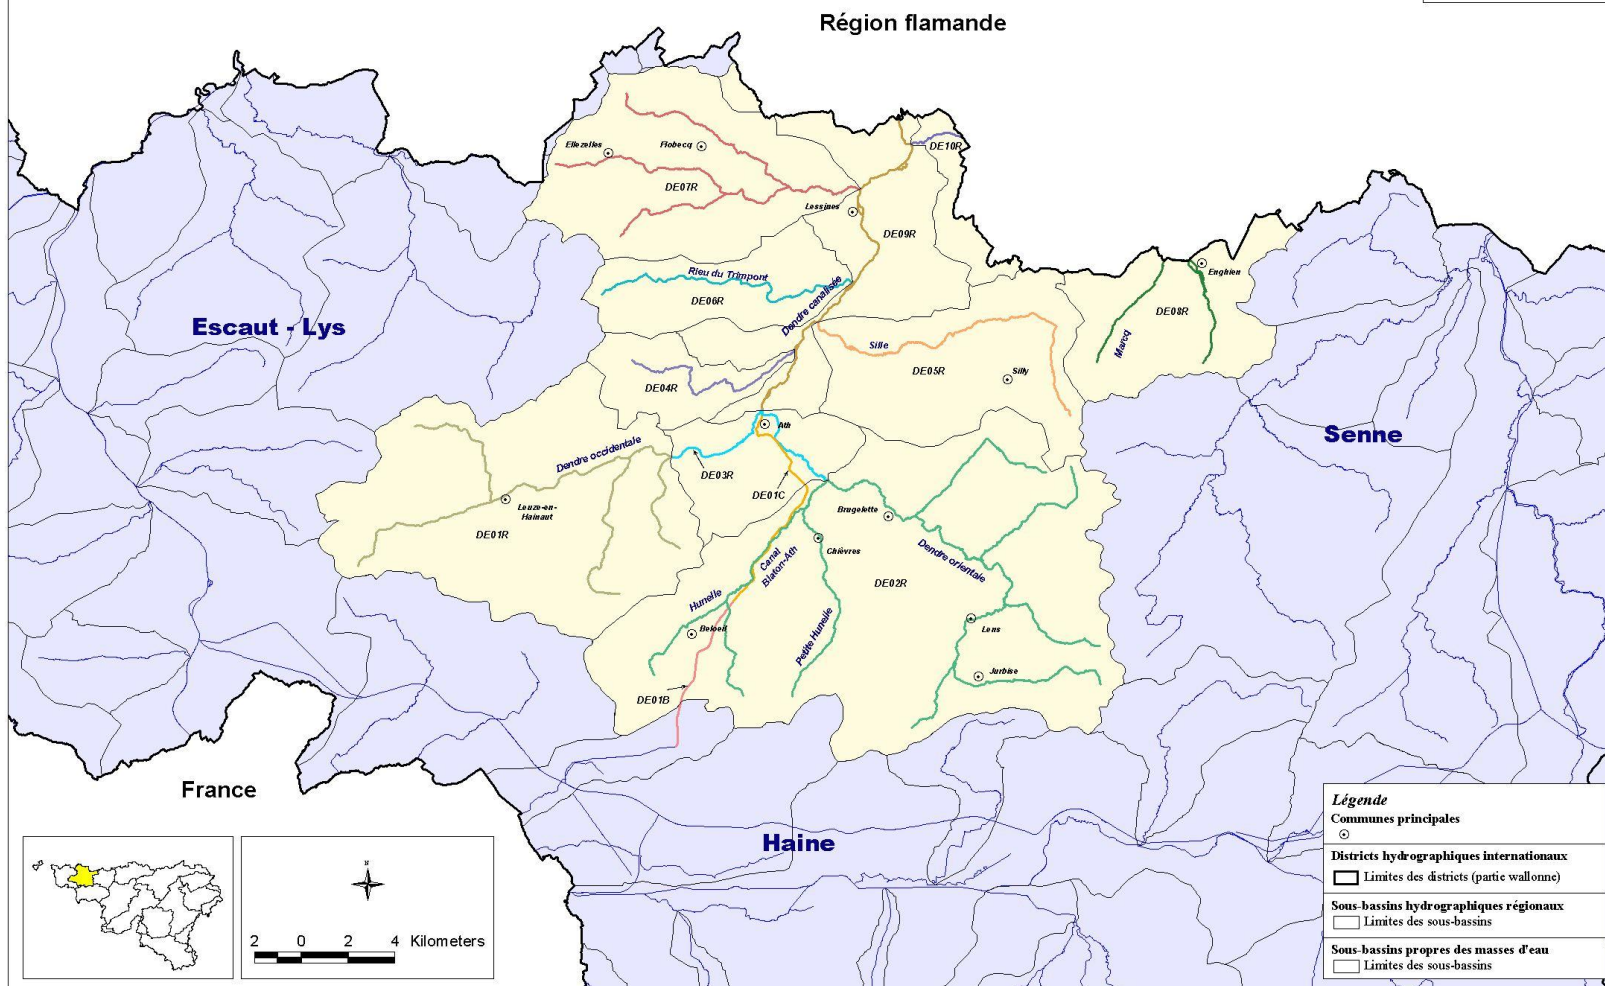 Région flamande
DE10R
Ellezelles
Flobecq
DE07R
Lessines
DE09R
Enghien
Rieu du Trimpont
DE06R
Dendre canalisée
DE08R
Marcq
Escaut - Lys
Sille
DE05R
Silly
DE04R
Ath
Senne
Dendre occidentale
DE03R
DE01C
Leuze-en-
Hainaut
Brugelette
DE01R
Chièvres
Dendre orientale
Canal
Blaton-Ath
DE02R
Hunelle
Petite Hunelle
Beloeil
Lens
Jurbise
DE01B
France
Haine
N
2 0 2 4 Kilometers
Légende
Communes principales
Districts hydrographiques internationaux
Limites des districts (partie wallonne)
Sous-bassins hydrographiques régionaux
Limites des sous-bassins
Sous-bassins propres des masses d'eau
Limites des sous-bassins